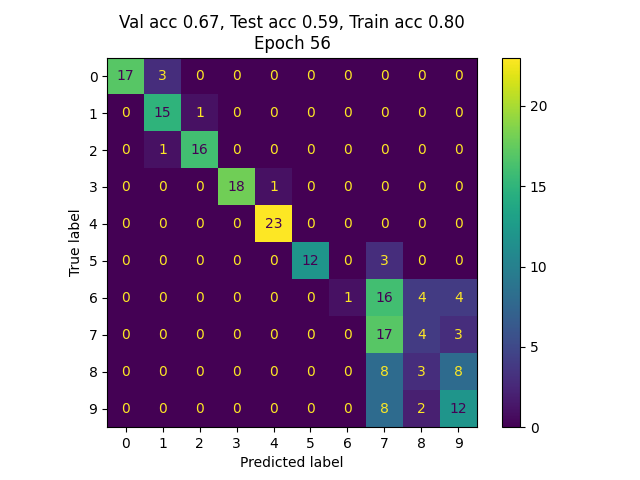 Val acc 0.67, Test acc 0.59, Train acc 0.80
Epoch 56
0 17 3 0 0 0 0 0 0 0 0
1 0 15 1 0 0 0 0 0 0 0
2 0 1 16 0 0 0 0 0 0 0
3 0 0 0 18 1 0 0 0 0 0
4 0 0 0 0 23 0 0 0 0 0
5 0 0 0 0 0 12 0 3 0 0
6 0 0 0 0 0 0 1 16 4 4
7 0 0 0 0 0 0 0 17 4 3
8 0 0 0 0 0 0 0 8 3 8
9 0 0 0 0 0 0 0 8 2 12
0 1 2 3 4 5 6 7 8 9
Predicted label
True label
20
15
10
5
0